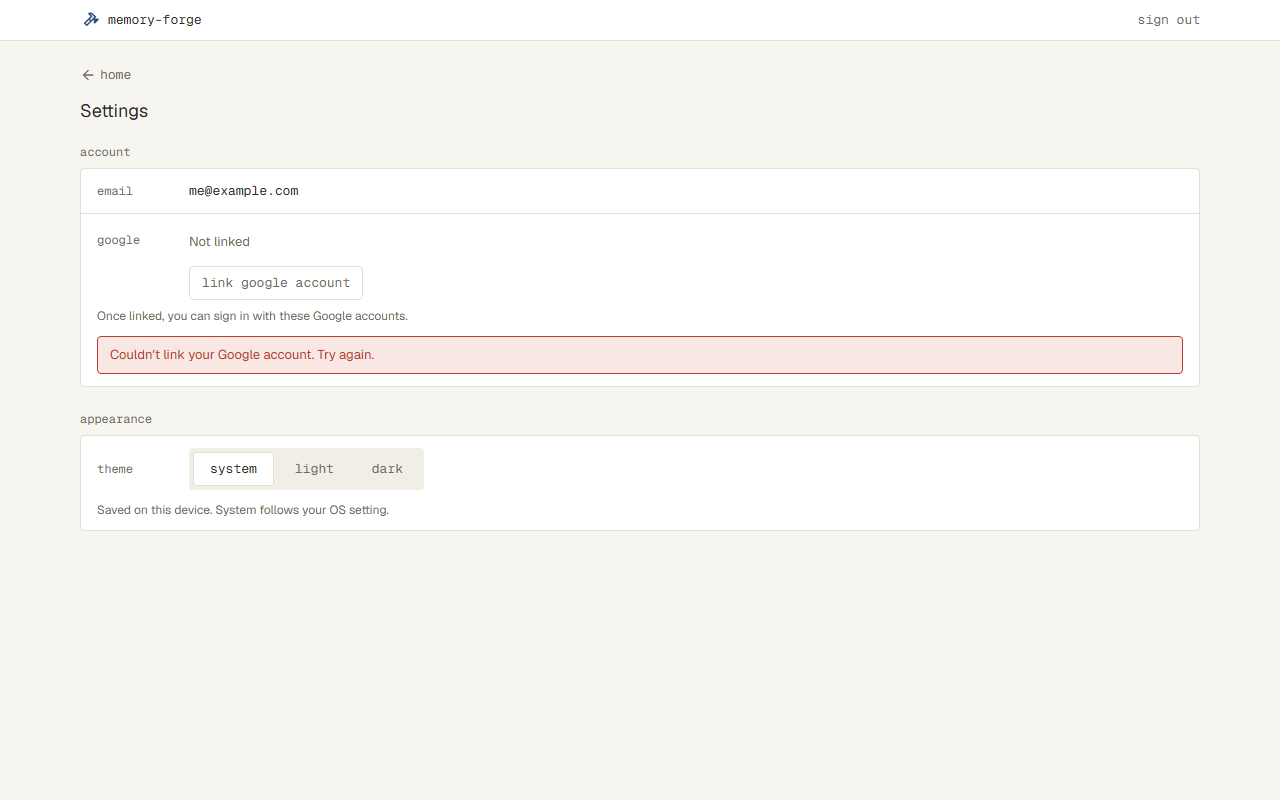 memory-forge
sign out
home
Settings
account
email me@example.com
google Not linked
link google account
Once linked, you can sign in with these Google accounts.
Couldn't link your Google account. Try again.
appearance
theme system light dark
Saved on this device. System follows your OS setting.